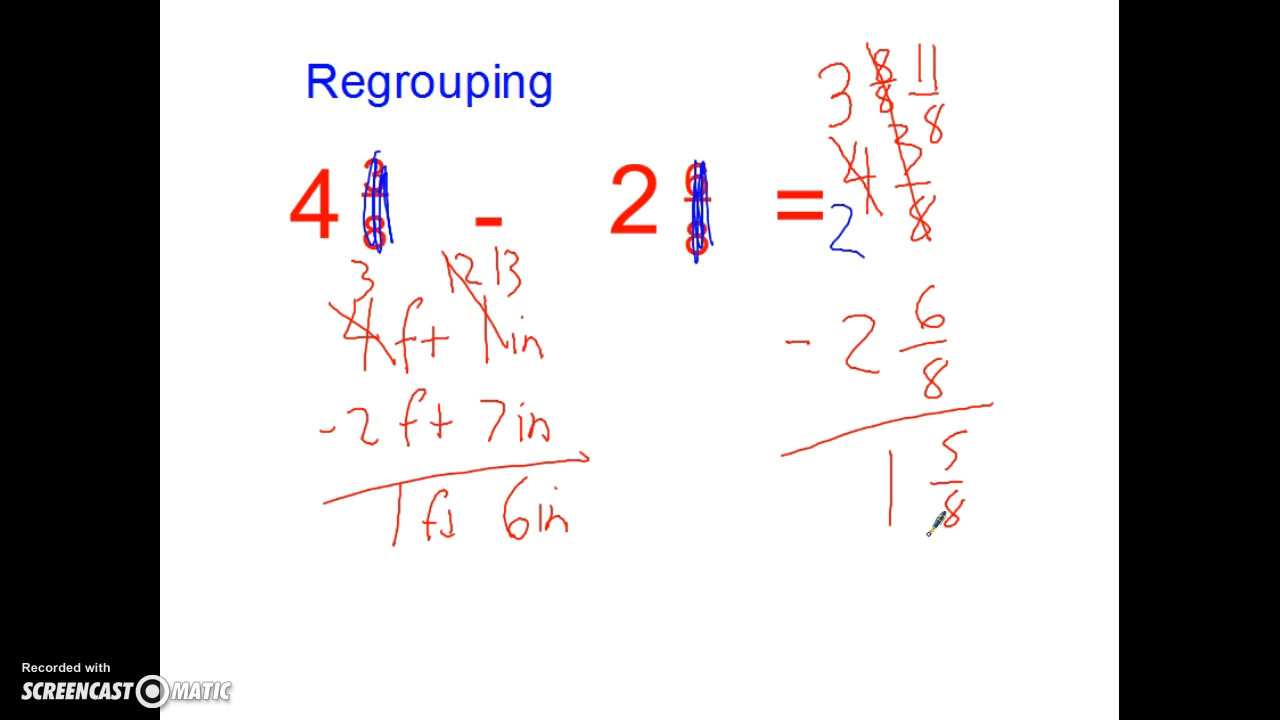 Regrouping
4 3/8 - 2 6/8 =
3 8/8 11/8
4 3/8
2
- 2 6/8
1 5/8
3 12 13
4 ft 1 in
- 2 ft 7 in
1 ft 6 in
Recorded with
SCREENCAST O MATIC